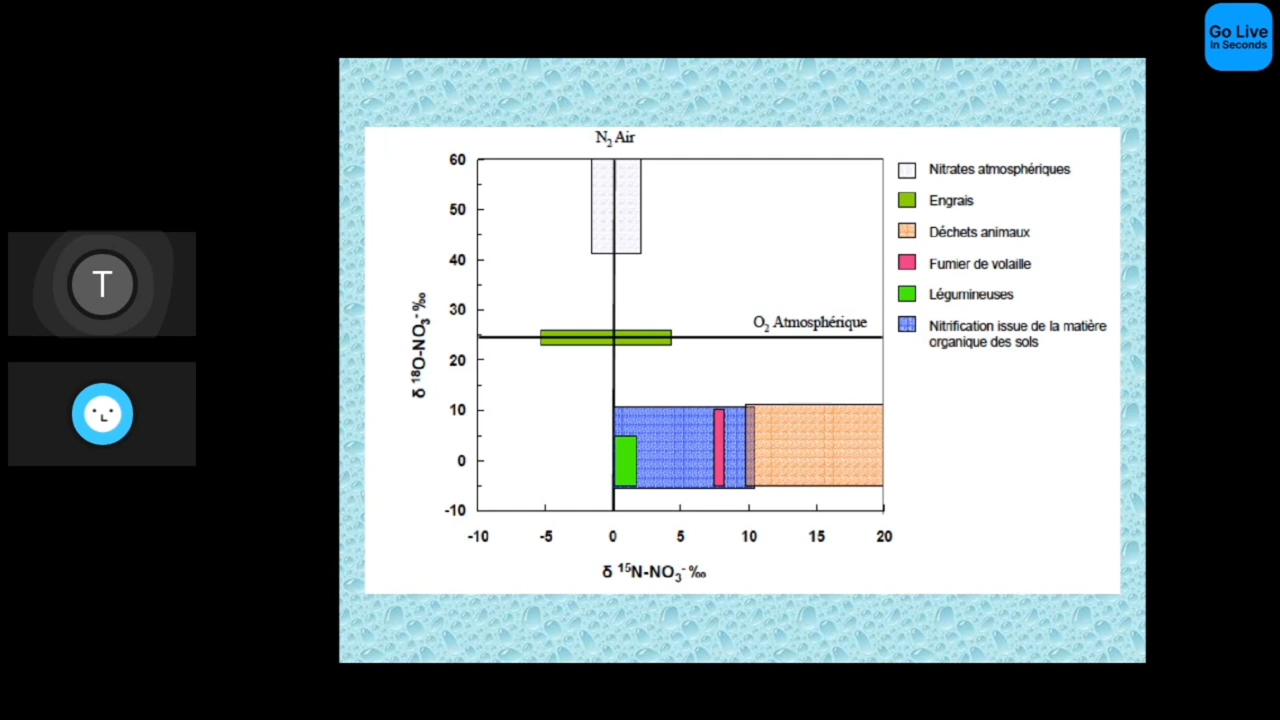 Go Live
In Seconds
T
N₂ Air
60
50
40
30
20
10
0
-10
-10 -5 0 5 10 15 20
δ ¹⁸O-NO₃⁻‰
δ ¹⁵N-NO₃⁻‰
O₂ Atmosphérique
Nitrates atmosphériques
Engrais
Déchets animaux
Fumier de volaille
Légumineuses
Nitrification issue de la matière
organique des sols